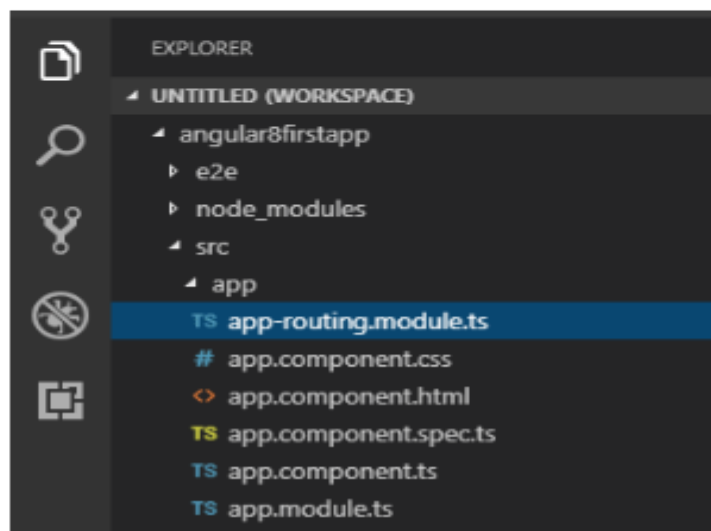 EXPLORER
UNTITLED (WORKSPACE)
angular8firstapp
e2e
node_modules
src
app
TS app-routing.module.ts
# app.component.css
<> app.component.html
TS app.component.spec.ts
TS app.component.ts
TS app.module.ts